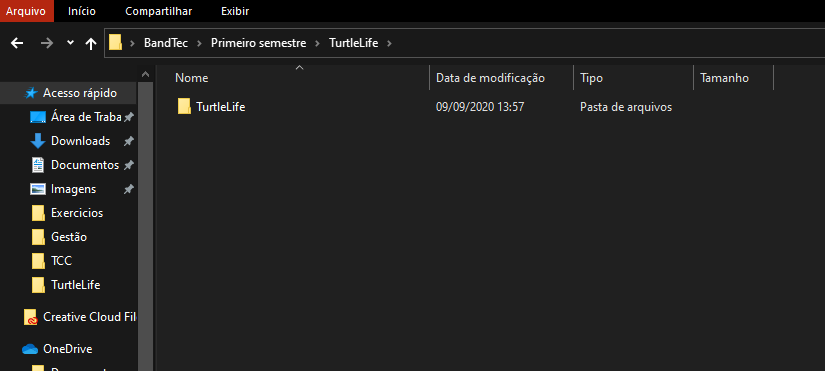 Arquivo Início Compartilhar Exibir
BandTec Primeiro semestre TurtleLife
Nome Data de modificação Tipo Tamanho
TurtleLife 09/09/2020 13:57 Pasta de arquivos
Acesso rápido
Área de Traba
Downloads
Documentos
Imagens
Exercicios
Gestão
TCC
TurtleLife
Creative Cloud Fil
OneDrive